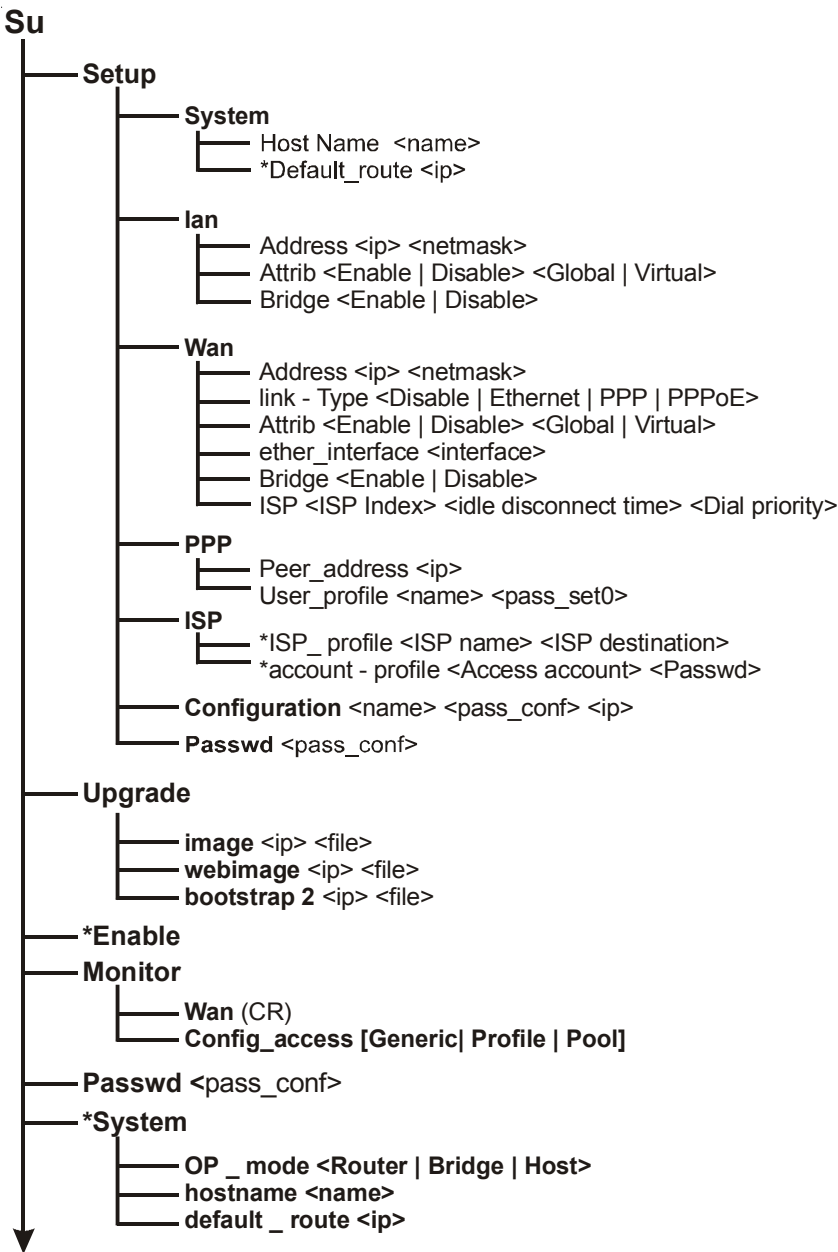 Su
Setup
System
Host Name <name>
*Default_route <ip>
lan
Address <ip> <netmask>
Attrib <Enable | Disable> <Global | Virtual>
Bridge <Enable | Disable>
Wan
Address <ip> <netmask>
link - Type <Disable | Ethernet | PPP | PPPoE>
Attrib <Enable | Disable> <Global | Virtual>
ether_interface <interface>
Bridge <Enable | Disable>
ISP <ISP Index> <idle disconnect time> <Dial priority>
PPP
Peer_address <ip>
User_profile <name> <pass_set0>
ISP
*ISP_ profile <ISP name> <ISP destination>
*account - profile <Access account> <Passwd>
Configuration <name> <pass_conf> <ip>
Passwd <pass_conf>
Upgrade
image <ip> <file>
webimage <ip> <file>
bootstrap 2 <ip> <file>
*Enable
Monitor
Wan (CR)
Config_access [Generic| Profile | Pool]
Passwd <pass_conf>
*System
OP _ mode <Router | Bridge | Host>
hostname <name>
default _ route <ip>